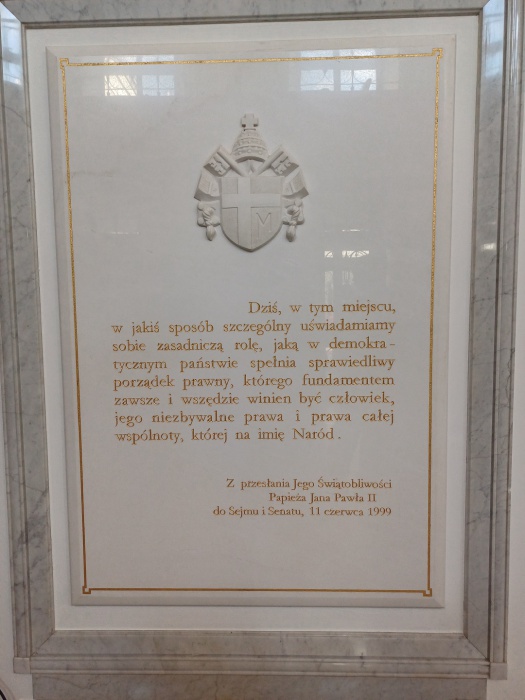 M
Dziś, w tym miejscu,
w jakiś sposób szczególny uświadamiamy
sobie zasadniczą rolę, jaką w demokra-
tycznym państwie spełnia sprawiedliwy
porządek prawny, którego fundamentem
zawsze i wszędzie winien być człowiek,
jego niezbywalne prawa i prawa całej
wspólnoty, której na imię Naród.
Z przesłania Jego Świątobliwości
Papieża Jana Pawła II
do Sejmu i Senatu, 11 czerwca 1999